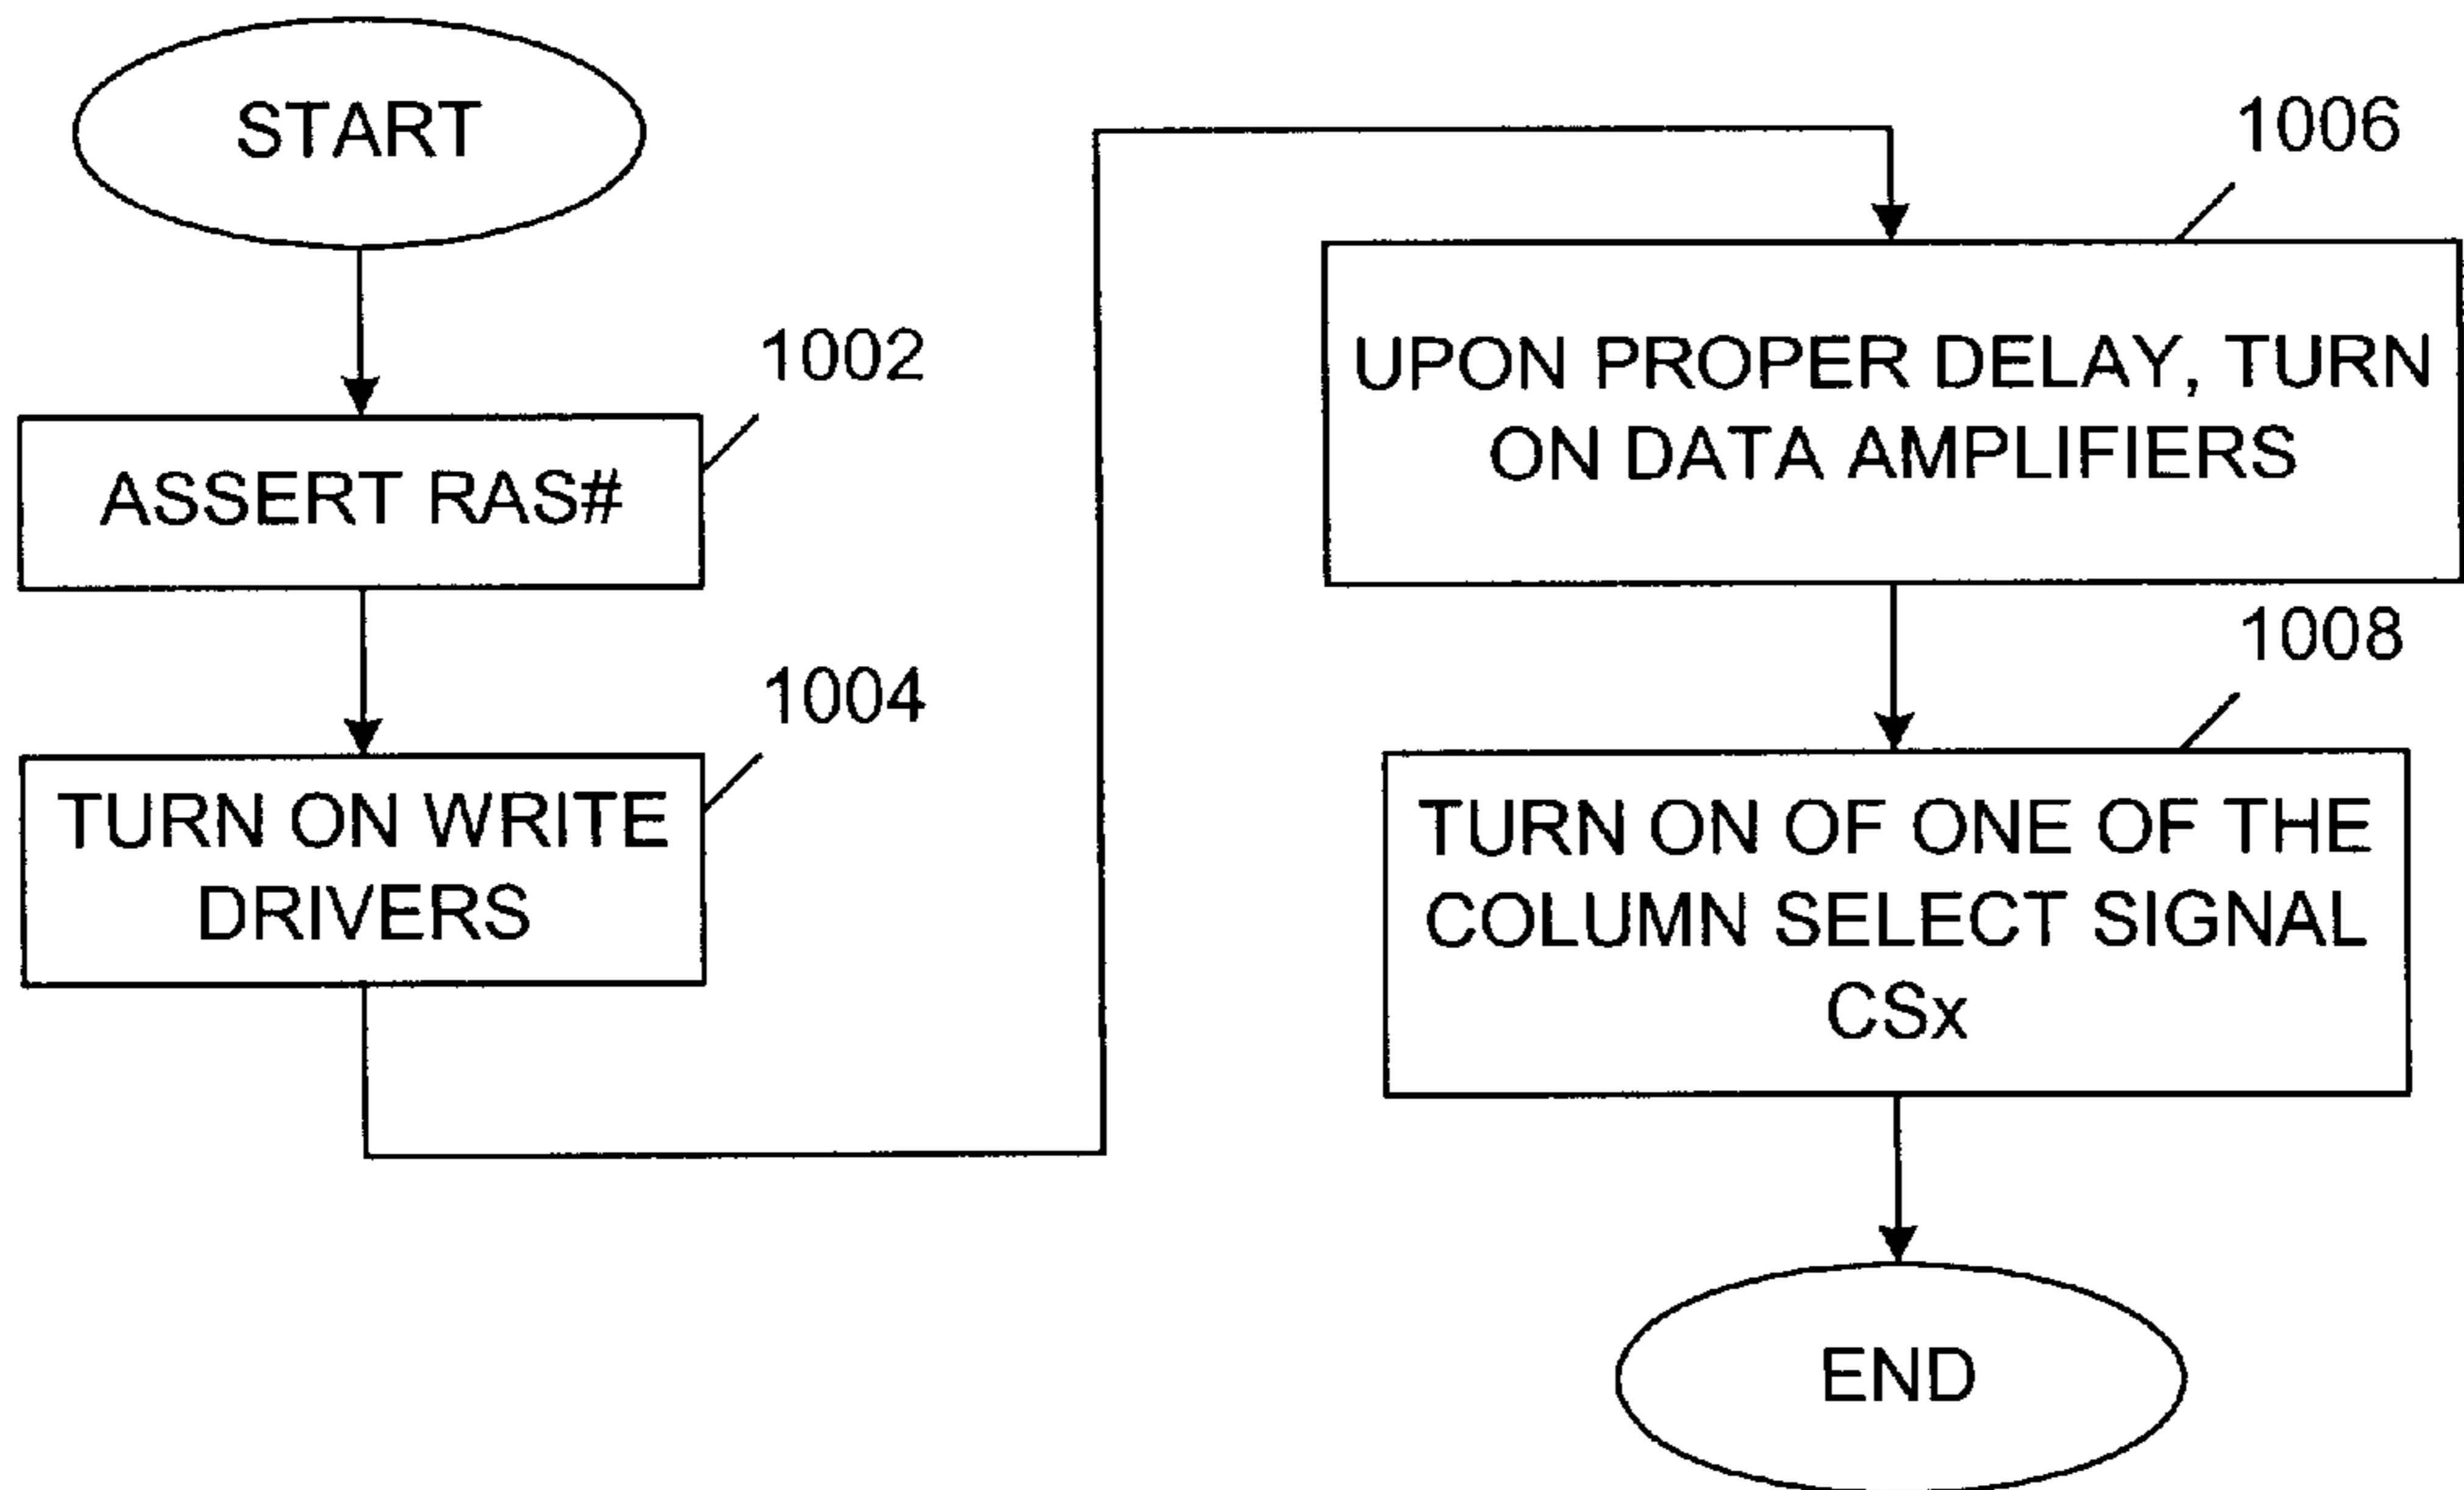 START
1002
ASSERT RAS#
1004
TURN ON WRITE
DRIVERS
1006
UPON PROPER DELAY, TURN
ON DATA AMPLIFIERS
1008
TURN ON OF ONE OF THE
COLUMN SELECT SIGNAL
CSx
END